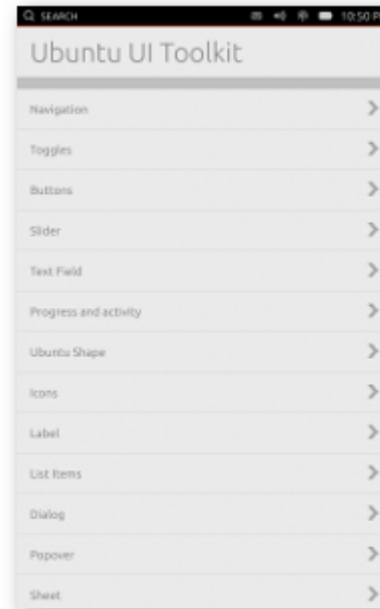 SEARCH 10:50 P
Ubuntu UI Toolkit
Navigation
Toggles
Buttons
Slider
Text Field
Progress and activity
Ubuntu Shape
Icons
Label
List Items
Dialog
Popover
Sheet